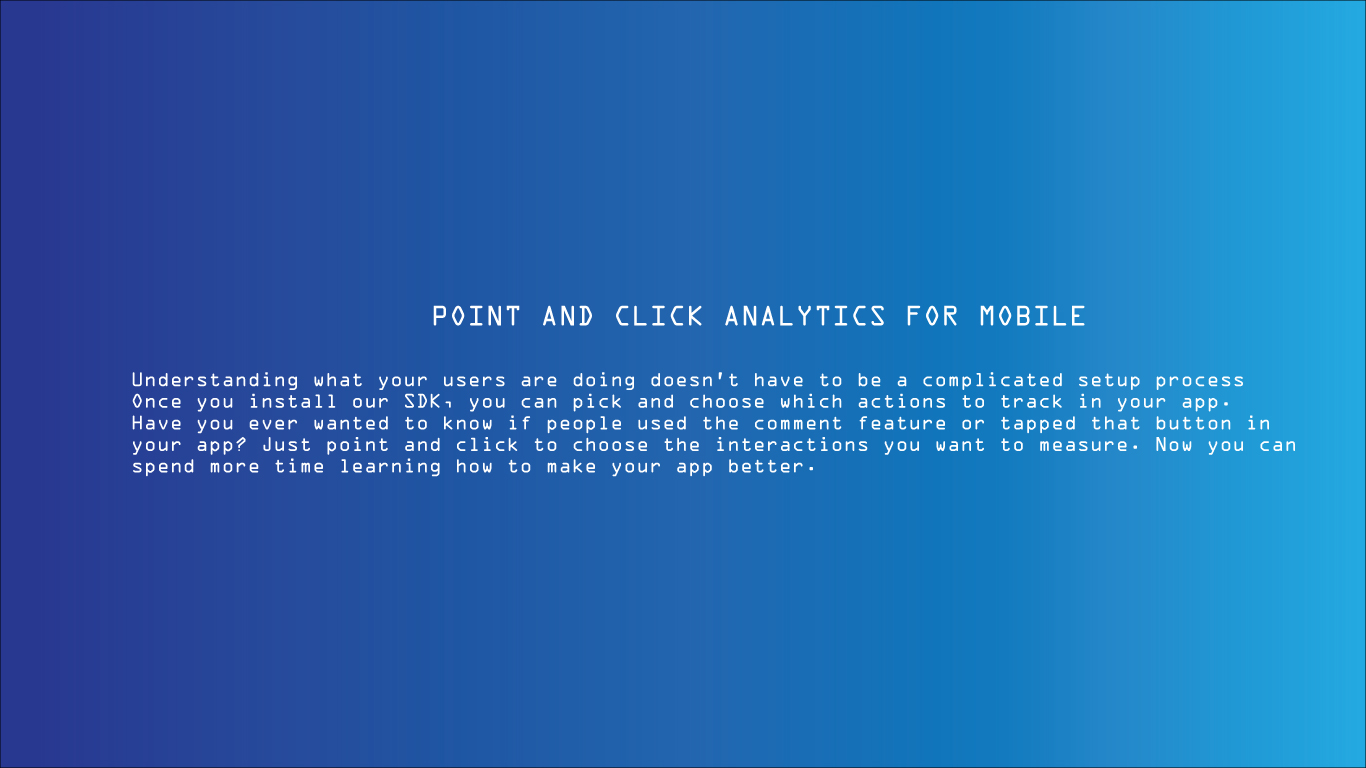 POINT AND CLICK ANALYTICS FOR MOBILE
Understanding what your users are doing doesn't have to be a complicated setup process
Once you install our SDK, you can pick and choose which actions to track in your app.
Have you ever wanted to know if people used the comment feature or tapped that button in
your app? Just point and click to choose the interactions you want to measure. Now you can
spend more time learning how to make your app better.